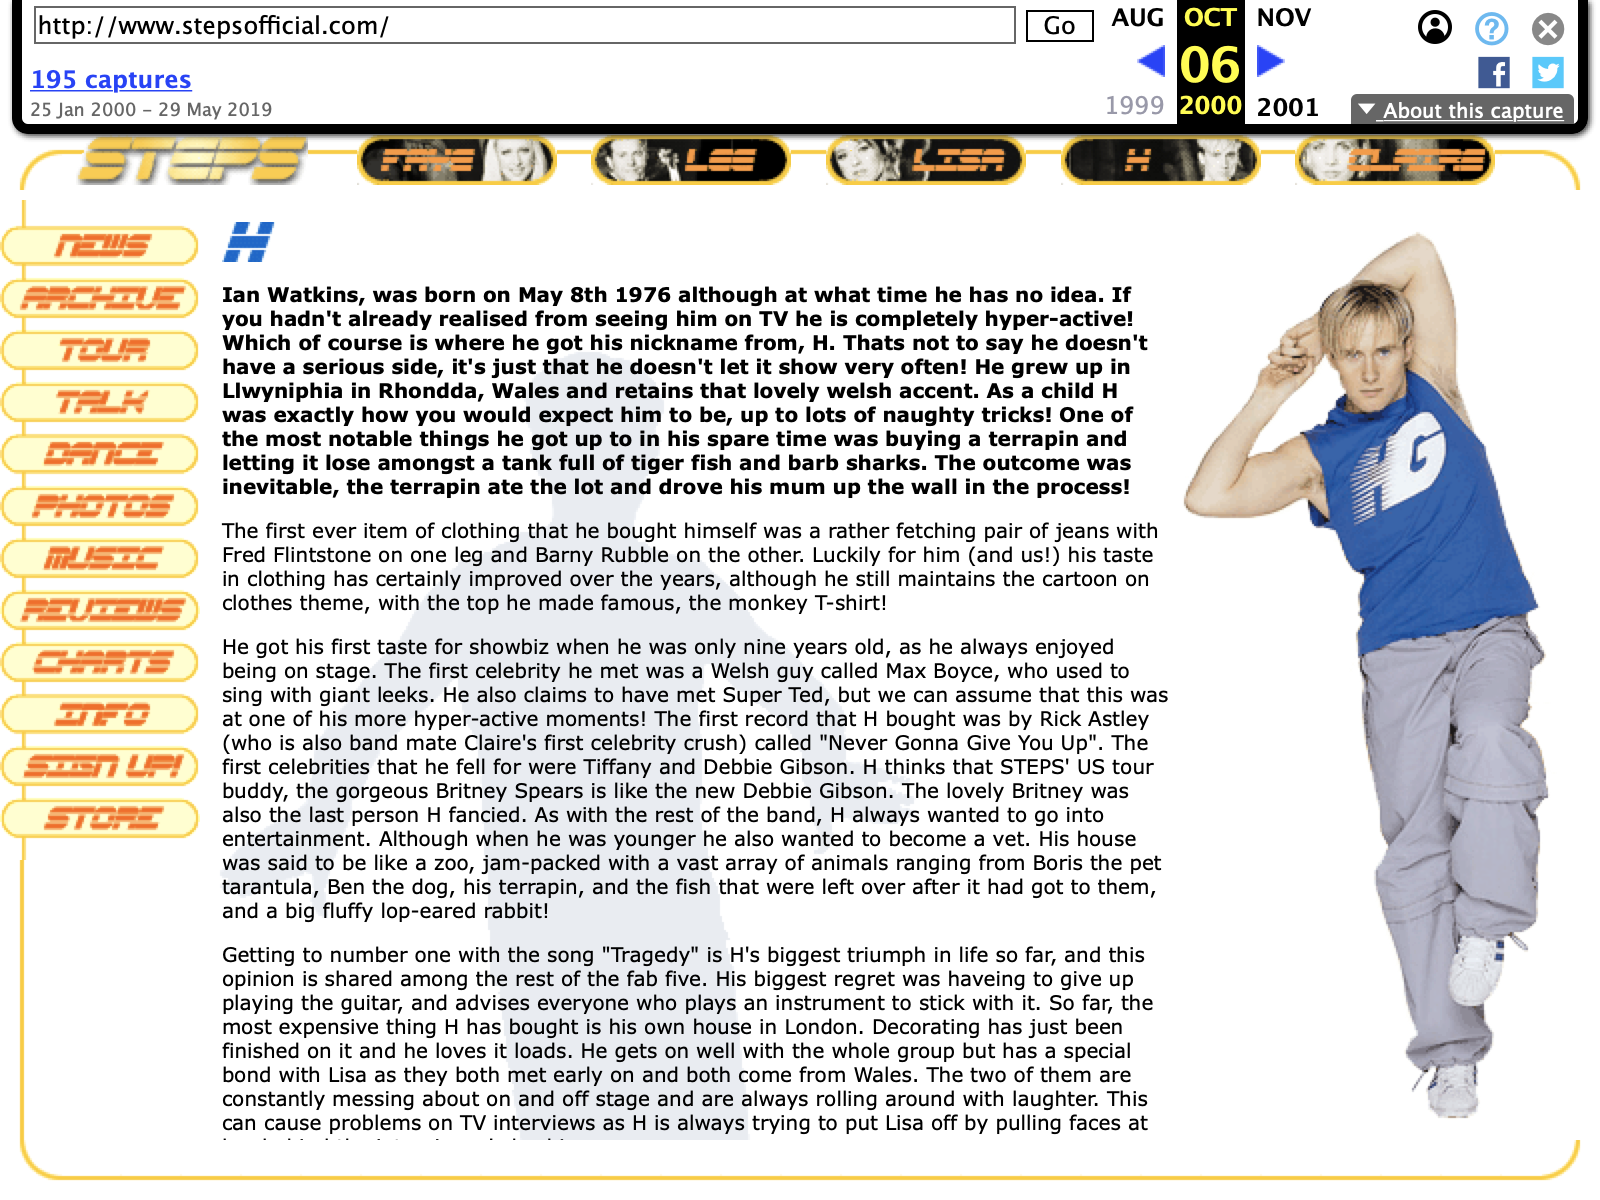 http://www.stepsofficial.com/
Go
AUG OCT NOV
06
1999 2000 2001
195 captures
25 Jan 2000 – 29 May 2019
? f
▼ About this capture
STEPS FAYE LEE LISA H CLAIRE
NEWS
ARCHIVE
TOUR
TALK
DANCE
PHOTOS
MUSIC
REVIEWS
CHARTS
INFO
SIGN UP!
STORE
H
Ian Watkins, was born on May 8th 1976 although at what time he has no idea. If
you hadn't already realised from seeing him on TV he is completely hyper-active!
Which of course is where he got his nickname from, H. Thats not to say he doesn't
have a serious side, it's just that he doesn't let it show very often! He grew up in
Llwyniphia in Rhondda, Wales and retains that lovely welsh accent. As a child H
was exactly how you would expect him to be, up to lots of naughty tricks! One of
the most notable things he got up to in his spare time was buying a terrapin and
letting it lose amongst a tank full of tiger fish and barb sharks. The outcome was
inevitable, the terrapin ate the lot and drove his mum up the wall in the process!
The first ever item of clothing that he bought himself was a rather fetching pair of jeans with
Fred Flintstone on one leg and Barny Rubble on the other. Luckily for him (and us!) his taste
in clothing has certainly improved over the years, although he still maintains the cartoon on
clothes theme, with the top he made famous, the monkey T-shirt!
He got his first taste for showbiz when he was only nine years old, as he always enjoyed
being on stage. The first celebrity he met was a Welsh guy called Max Boyce, who used to
sing with giant leeks. He also claims to have met Super Ted, but we can assume that this was
at one of his more hyper-active moments! The first record that H bought was by Rick Astley
(who is also band mate Claire's first celebrity crush) called "Never Gonna Give You Up". The
first celebrities that he fell for were Tiffany and Debbie Gibson. H thinks that STEPS' US tour
buddy, the gorgeous Britney Spears is like the new Debbie Gibson. The lovely Britney was
also the last person H fancied. As with the rest of the band, H always wanted to go into
entertainment. Although when he was younger he also wanted to become a vet. His house
was said to be like a zoo, jam-packed with a vast array of animals ranging from Boris the pet
tarantula, Ben the dog, his terrapin, and the fish that were left over after it had got to them,
and a big fluffy lop-eared rabbit!
Getting to number one with the song "Tragedy" is H's biggest triumph in life so far, and this
opinion is shared among the rest of the fab five. His biggest regret was haveing to give up
playing the guitar, and advises everyone who plays an instrument to stick with it. So far, the
most expensive thing H has bought is his own house in London. Decorating has just been
finished on it and he loves it loads. He gets on well with the whole group but has a special
bond with Lisa as they both met early on and both come from Wales. The two of them are
constantly messing about on and off stage and are always rolling around with laughter. This
can cause problems on TV interviews as H is always trying to put Lisa off by pulling faces at
HG